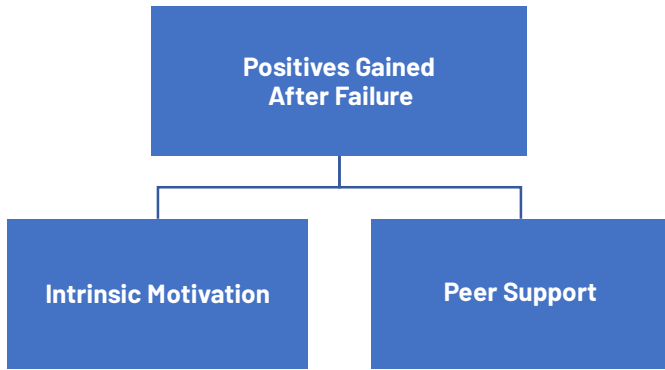 Positives Gained
After Failure
Intrinsic Motivation
Peer Support